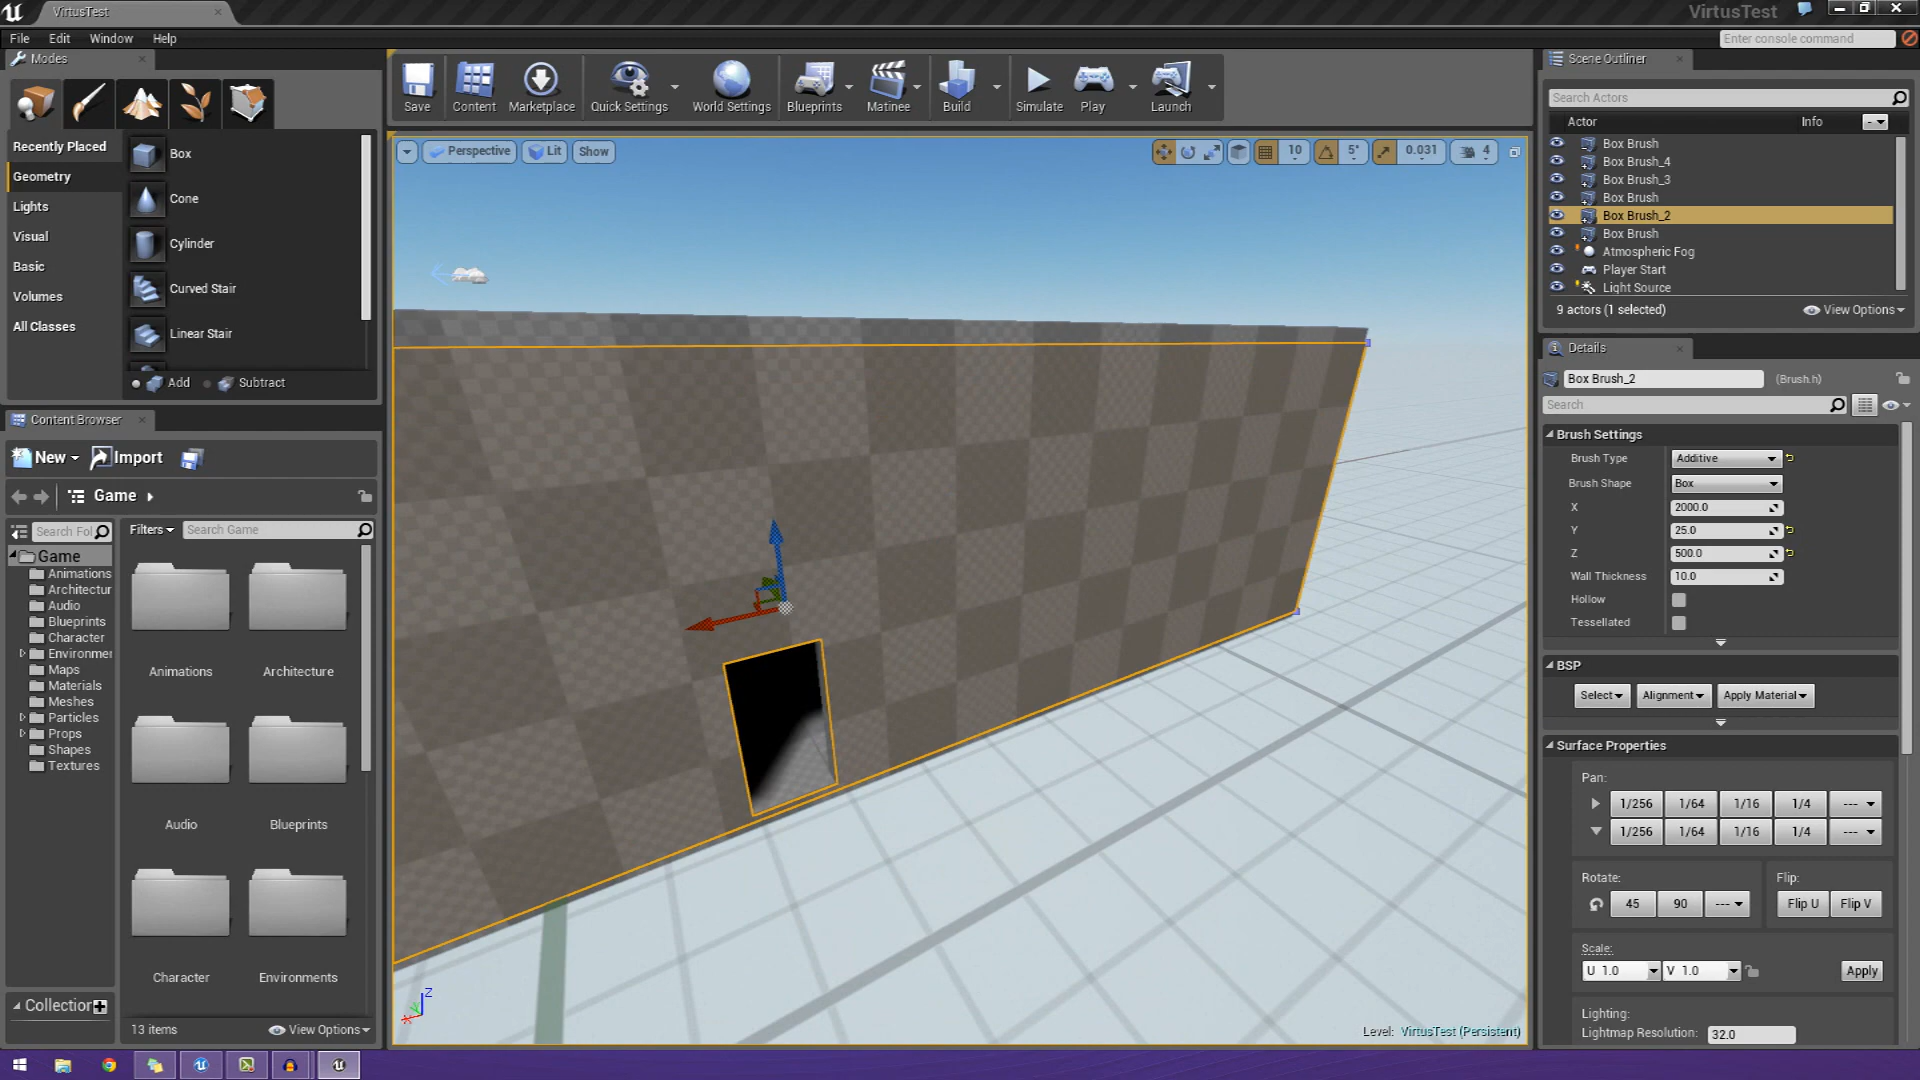 VirtusTest
VirtusTest
File Edit Window Help
Enter console command
Modes
Recently Placed
Geometry
Lights
Visual
Basic
Volumes
All Classes
Box
Cone
Cylinder
Curved Stair
Linear Stair
Add Subtract
Content Browser
New Import
Game
Search Fol
Filters Search Game
Game
Animations
Architectur
Audio
Blueprints
Character
Environmer
Maps
Materials
Meshes
Particles
Props
Shapes
Textures
Animations Architecture
Audio Blueprints
Character Environments
Collection
13 items View Options
Save Content Marketplace Quick Settings World Settings Blueprints Matinee Build Simulate Play Launch
Perspective Lit Show
10 5° 0.031 4
Z
Y
X
Level: VirtusTest (Persistent)
Scene Outliner
Search Actors
Actor Info
Box Brush
Box Brush_4
Box Brush_3
Box Brush
Box Brush_2
Box Brush
Atmospheric Fog
Player Start
Light Source
9 actors (1 selected) View Options
Details
Box Brush_2 (Brush.h)
Search
Brush Settings
Brush Type Additive
Brush Shape Box
X 2000.0
Y 25.0
Z 500.0
Wall Thickness 10.0
Hollow
Tessellated
BSP
Select Alignment Apply Material
Surface Properties
Pan:
1/256 1/64 1/16 1/4 ---
1/256 1/64 1/16 1/4 ---
Rotate: Flip:
45 90 --- Flip U Flip V
Scale:
U 1.0 V 1.0 Apply
Lighting:
Lightmap Resolution: 32.0